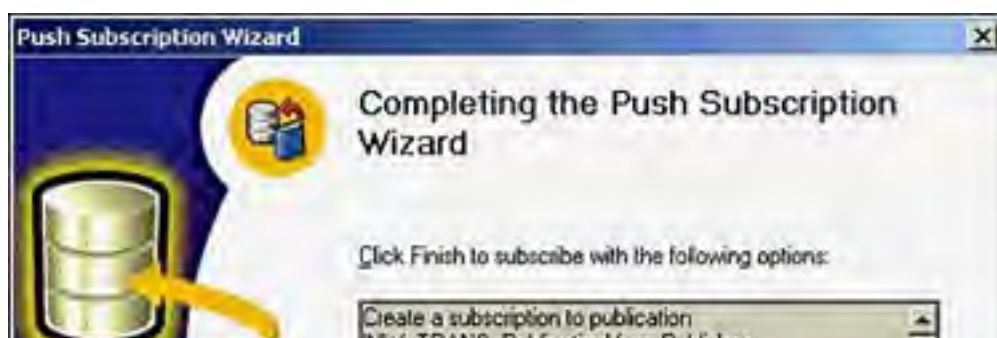 Push Subscription Wizard
Completing the Push Subscription
Wizard
Click Finish to subscribe with the following options:
Create a subscription to publication